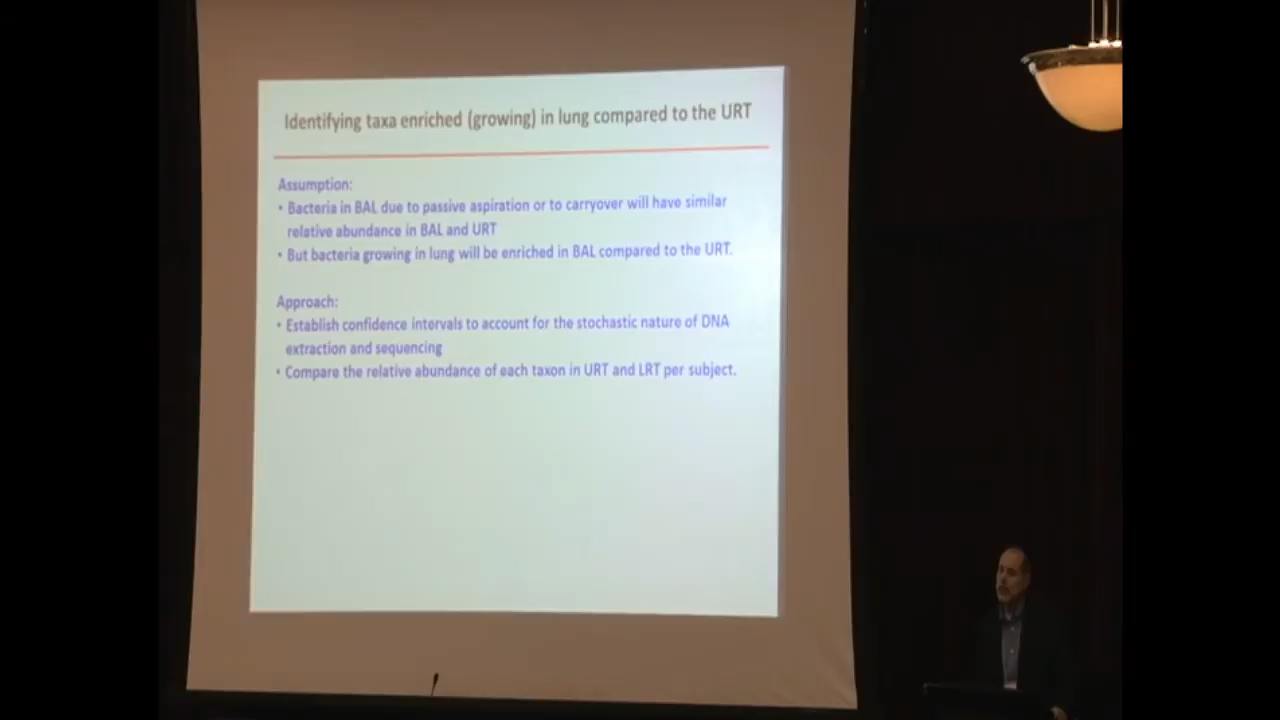 Identifying taxa enriched (growing) in lung compared to the URT
Assumption:
• Bacteria in BAL due to passive aspiration or to carryover will have similar
relative abundance in BAL and URT
• But bacteria growing in lung will be enriched in BAL compared to the URT.
Approach:
• Establish confidence intervals to account for the stochastic nature of DNA
extraction and sequencing
• Compare the relative abundance of each taxon in URT and LRT per subject.